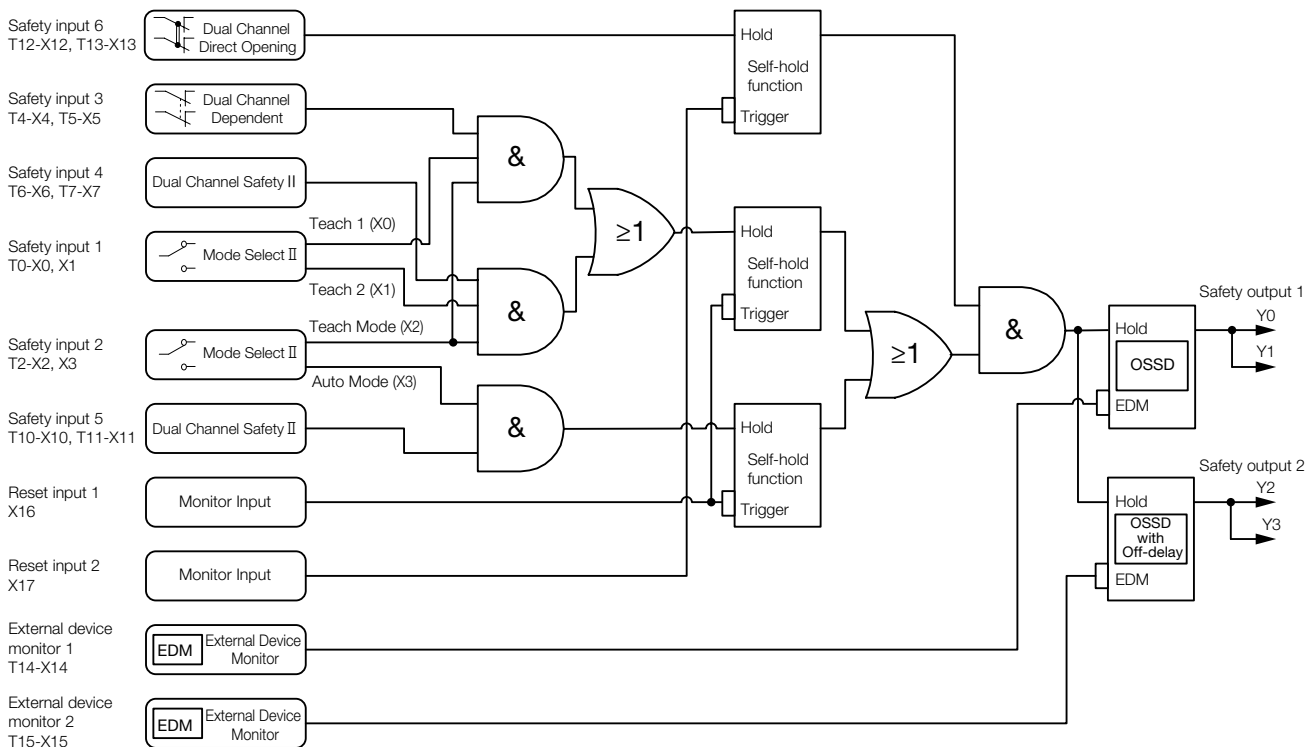 Safety input 6
T12-X12, T13-X13
Dual Channel
Direct Opening
Safety input 3
T4-X4, T5-X5
Dual Channel
Dependent
Safety input 4
T6-X6, T7-X7
Dual Channel Safety Ⅱ
Safety input 1
T0-X0, X1
Mode Select Ⅱ
Teach 1 (X0)
Teach 2 (X1)
Safety input 2
T2-X2, X3
Mode Select Ⅱ
Teach Mode (X2)
Auto Mode (X3)
Safety input 5
T10-X10, T11-X11
Dual Channel Safety Ⅱ
Reset input 1
X16
Monitor Input
Reset input 2
X17
Monitor Input
External device
monitor 1
T14-X14
EDM
External Device
Monitor
External device
monitor 2
T15-X15
EDM
External Device
Monitor
&
&
&
≥1
Hold
Self-hold
function
Trigger
Hold
Self-hold
function
Trigger
Hold
Self-hold
function
Trigger
≥1
&
Hold
OSSD
EDM
Safety output 1
Y0
Y1
Hold
OSSD
with
Off-delay
EDM
Safety output 2
Y2
Y3